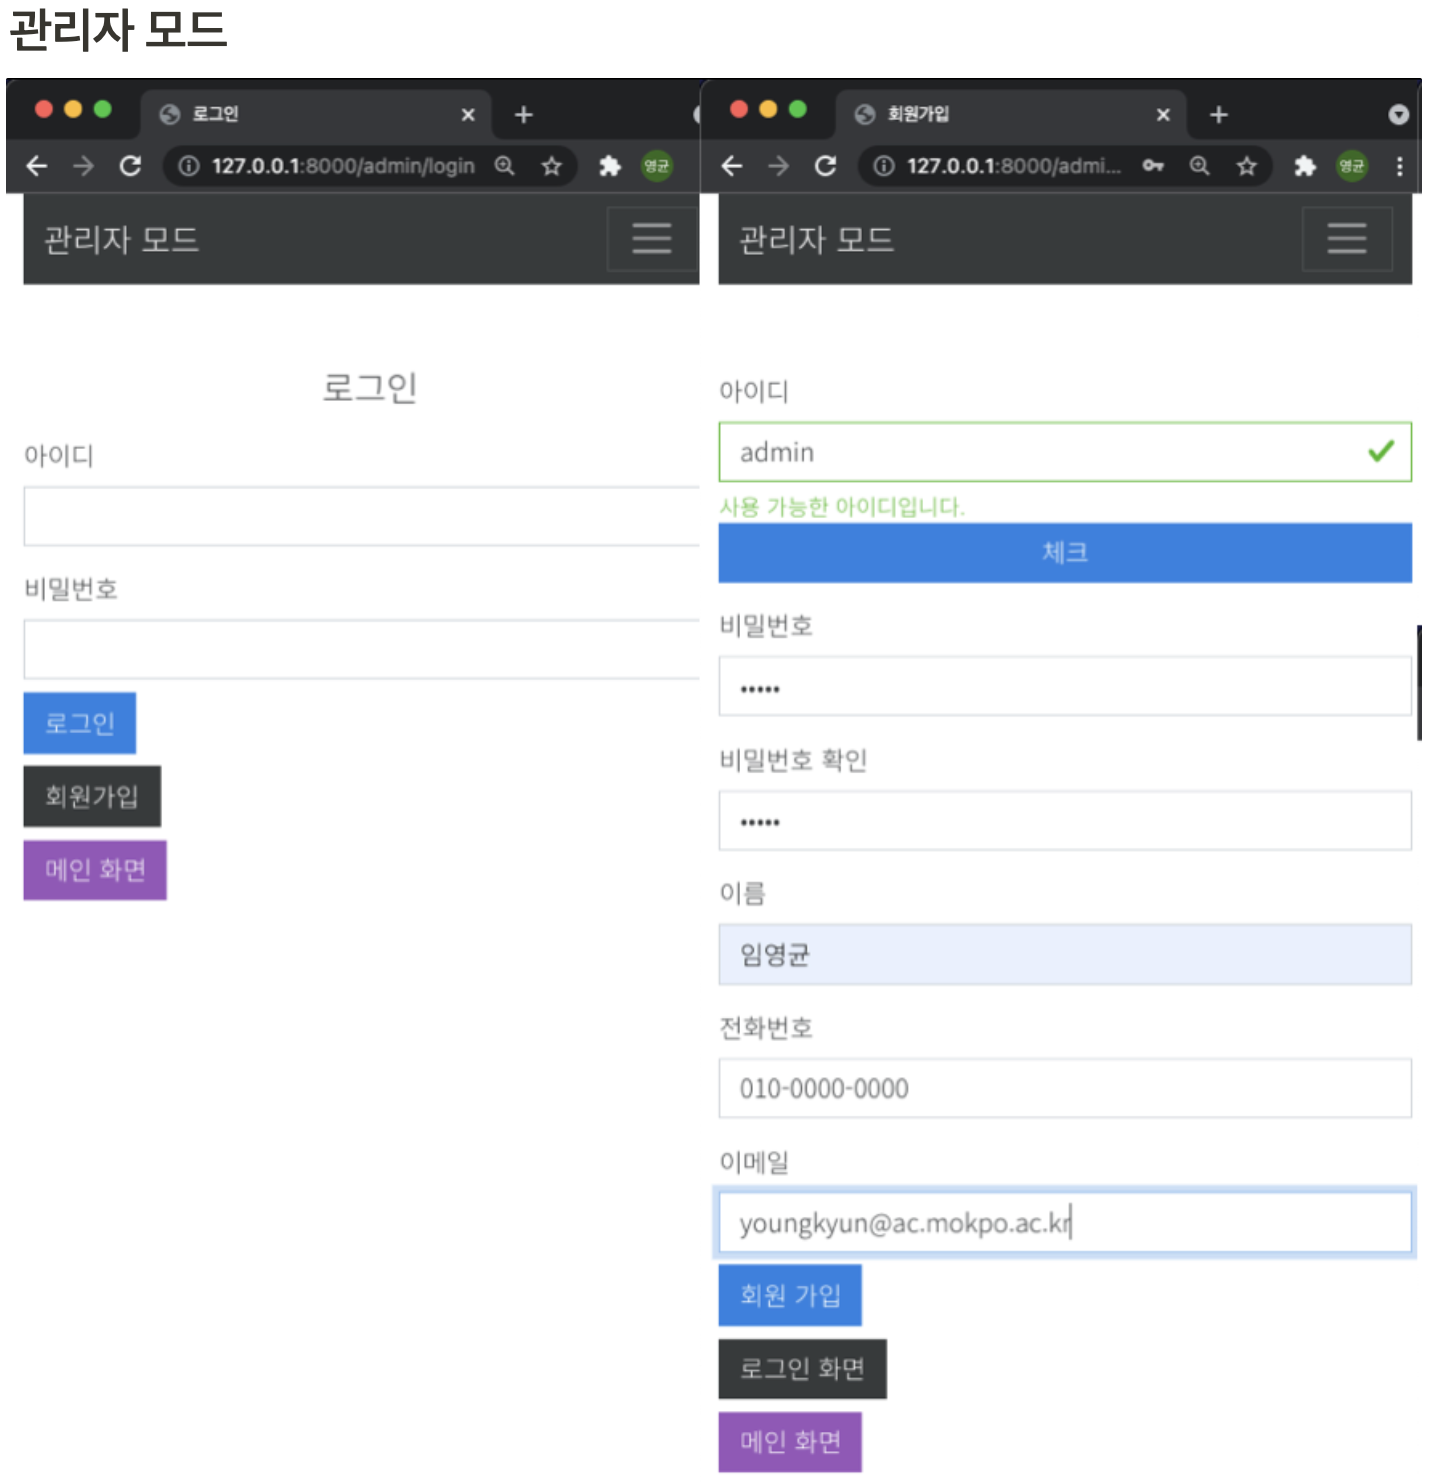 관리자 모드
로그인
127.0.0.1:8000/admin/login
영균
관리자 모드
로그인
아이디
비밀번호
로그인
회원가입
메인 화면
회원가입
127.0.0.1:8000/admi...
영균
관리자 모드
아이디
admin
사용 가능한 아이디입니다.
체크
비밀번호
•••••
비밀번호 확인
•••••
이름
임영균
전화번호
010-0000-0000
이메일
youngkyun@ac.mokpo.ac.kr
회원 가입
로그인 화면
메인 화면